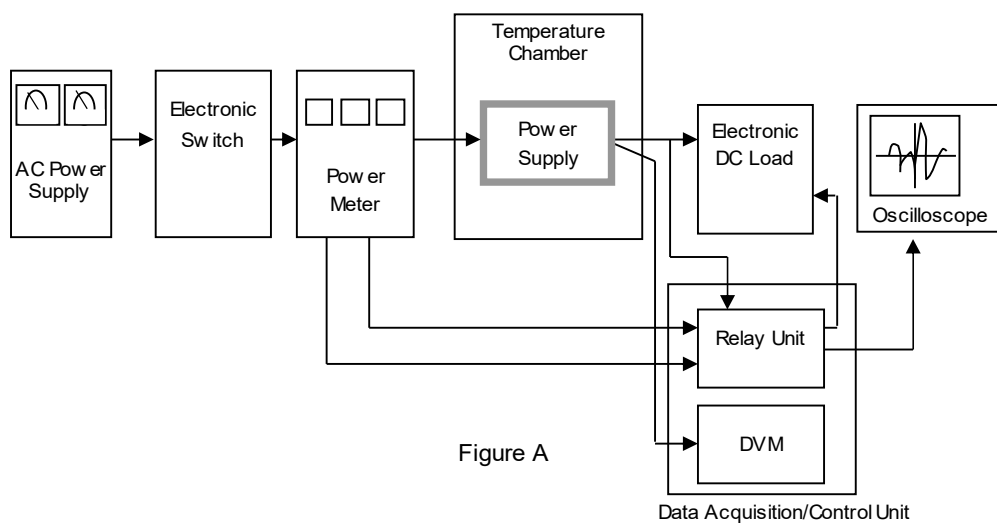 Temperature
Chamber
AC Power
Supply
Electronic
Switch
Power
Meter
Power
Supply
Electronic
DC Load
Oscilloscope
Relay Unit
DVM
Figure A
Data Acquisition/Control Unit